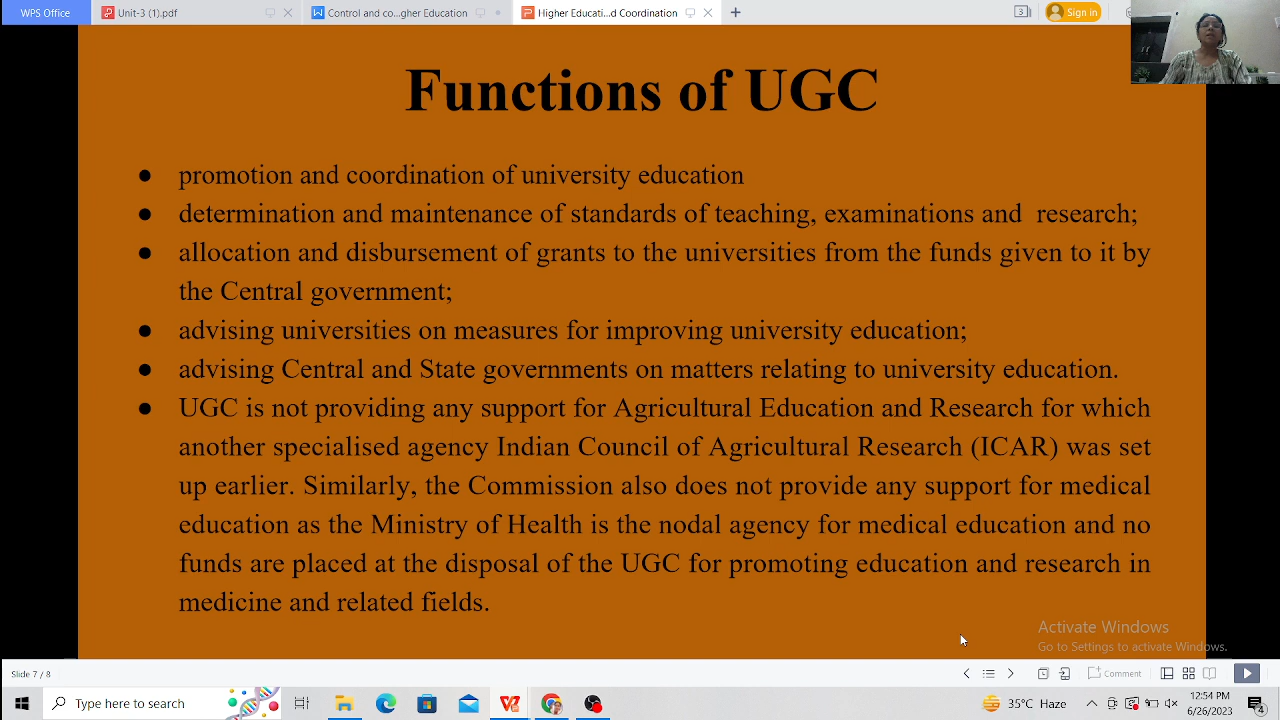 WPS Office
Unit-3 (1).pdf
Control and co...gher Education
Higher Educati...d Coordination
3
Sign in
Functions of UGC
● promotion and coordination of university education
● determination and maintenance of standards of teaching, examinations and research;
● allocation and disbursement of grants to the universities from the funds given to it by
the Central government;
● advising universities on measures for improving university education;
● advising Central and State governments on matters relating to university education.
● UGC is not providing any support for Agricultural Education and Research for which
another specialised agency Indian Council of Agricultural Research (ICAR) was set
up earlier. Similarly, the Commission also does not provide any support for medical
education as the Ministry of Health is the nodal agency for medical education and no
funds are placed at the disposal of the UGC for promoting education and research in
medicine and related fields.
Activate Windows
Go to Settings to activate Windows.
Slide 7 / 8
Comment
Type here to search
35°C Haze
12:54 PM
6/26/2023
4